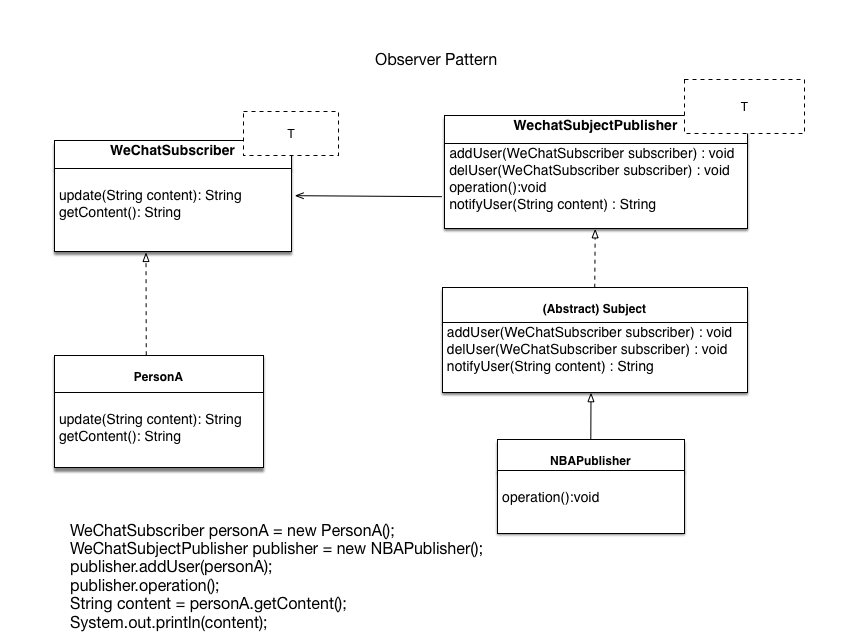 Observer Pattern
T
WeChatSubscriber
update(String content): String
getContent(): String
T
WechatSubjectPublisher
addUser(WeChatSubscriber subscriber) : void
delUser(WeChatSubscriber subscriber) : void
operation():void
notifyUser(String content) : String
(Abstract) Subject
addUser(WeChatSubscriber subscriber) : void
delUser(WeChatSubscriber subscriber) : void
notifyUser(String content) : String
PersonA
update(String content): String
getContent(): String
NBAPublisher
operation():void
WeChatSubscriber personA = new PersonA();
WeChatSubjectPublisher publisher = new NBAPublisher();
publisher.addUser(personA);
publisher.operation();
String content = personA.getContent();
System.out.println(content);